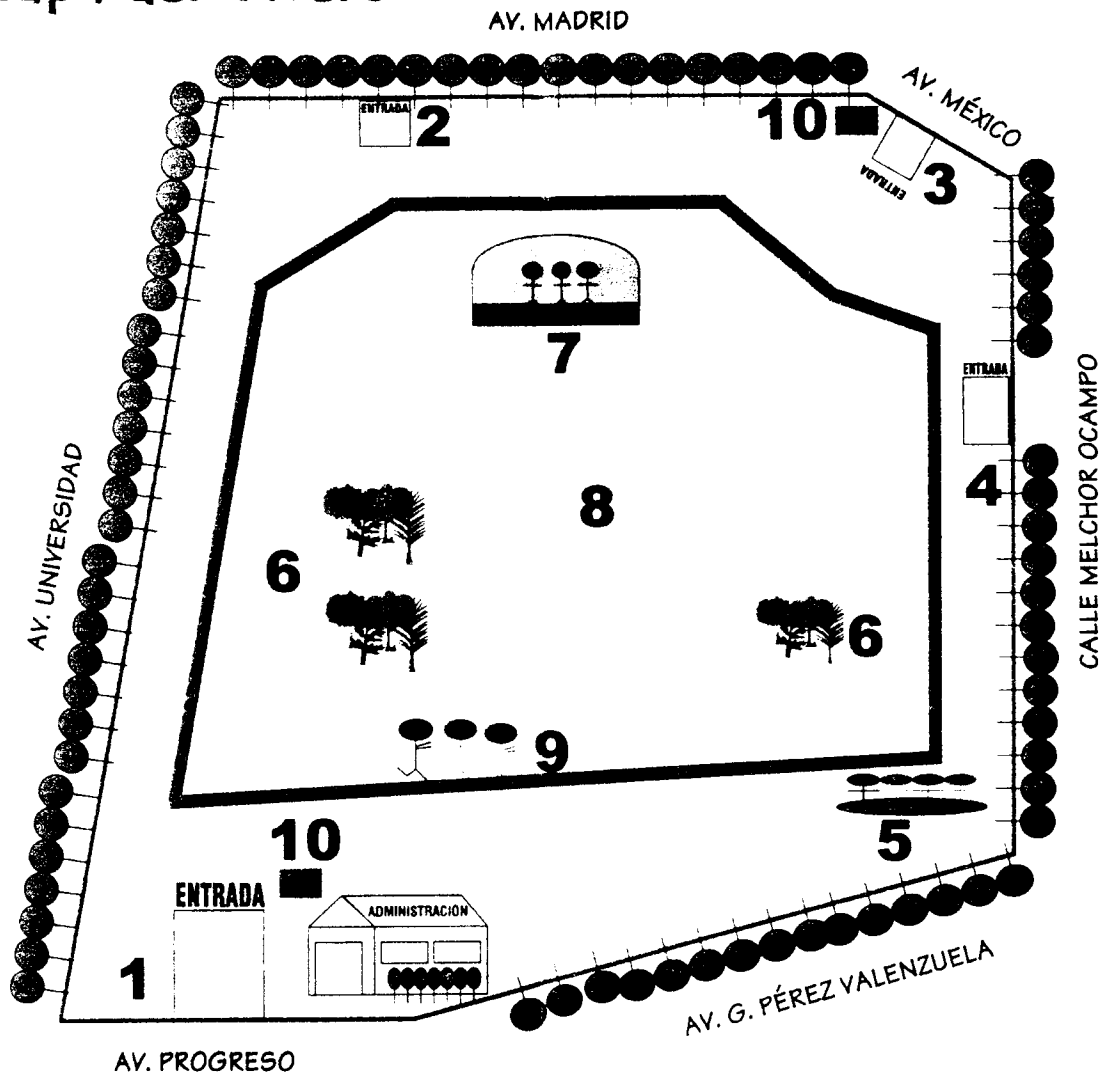 AV. MADRID
AV. MÉXICO
ENTRADA
2
10
3
ENTRADA
7
ENTRADA
4
CALLE MELCHOR OCAMPO
AV. UNIVERSIDAD
8
6
6
9
5
10
ENTRADA
ADMINISTRACIÓN
1
AV. G. PÉREZ VALENZUELA
AV. PROGRESO